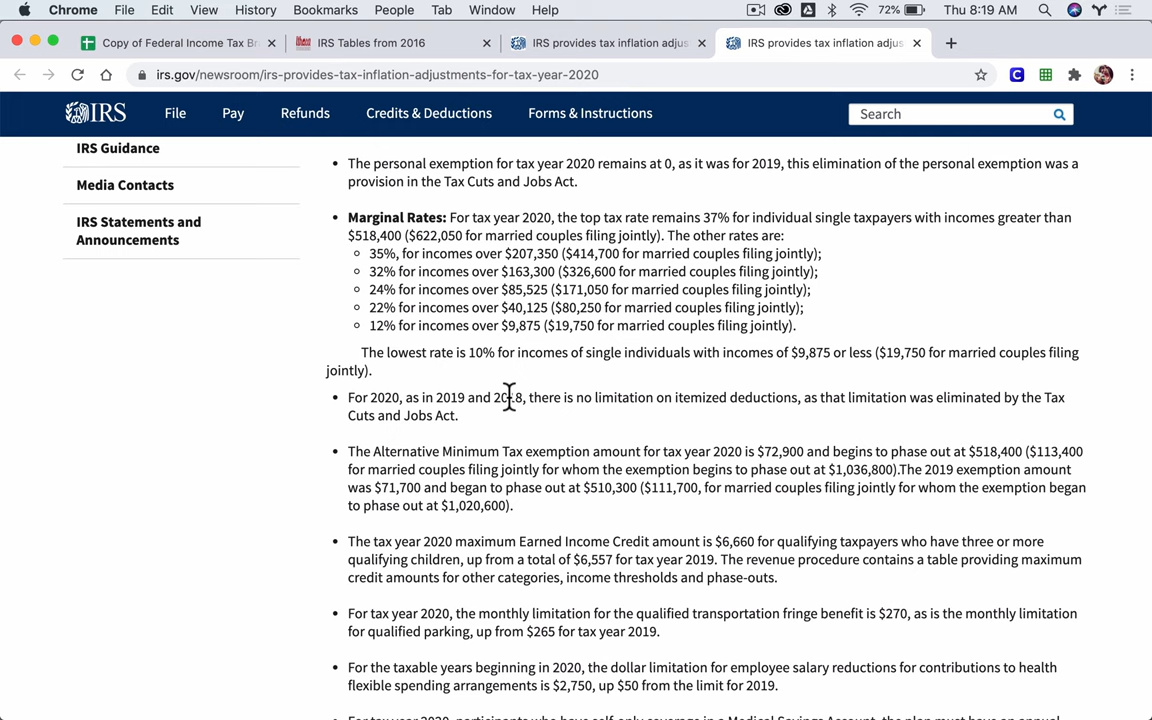 Chrome File Edit View History Bookmarks People Tab Window Help 72% Thu 8:19 AM
Copy of Federal Income Tax Br IRS Tables from 2016 IRS provides tax inflation adjus IRS provides tax inflation adjus
irs.gov/newsroom/irs-provides-tax-inflation-adjustments-for-tax-year-2020
IRS File Pay Refunds Credits & Deductions Forms & Instructions Search
IRS Guidance
Media Contacts
IRS Statements and
Announcements
• The personal exemption for tax year 2020 remains at 0, as it was for 2019, this elimination of the personal exemption was a
provision in the Tax Cuts and Jobs Act.
• Marginal Rates: For tax year 2020, the top tax rate remains 37% for individual single taxpayers with incomes greater than
$518,400 ($622,050 for married couples filing jointly). The other rates are:
35%, for incomes over $207,350 ($414,700 for married couples filing jointly);
32% for incomes over $163,300 ($326,600 for married couples filing jointly);
24% for incomes over $85,525 ($171,050 for married couples filing jointly);
22% for incomes over $40,125 ($80,250 for married couples filing jointly);
12% for incomes over $9,875 ($19,750 for married couples filing jointly).
The lowest rate is 10% for incomes of single individuals with incomes of $9,875 or less ($19,750 for married couples filing
jointly).
• For 2020, as in 2019 and 2018, there is no limitation on itemized deductions, as that limitation was eliminated by the Tax
Cuts and Jobs Act.
• The Alternative Minimum Tax exemption amount for tax year 2020 is $72,900 and begins to phase out at $518,400 ($113,400
for married couples filing jointly for whom the exemption begins to phase out at $1,036,800).The 2019 exemption amount
was $71,700 and began to phase out at $510,300 ($111,700, for married couples filing jointly for whom the exemption began
to phase out at $1,020,600).
• The tax year 2020 maximum Earned Income Credit amount is $6,660 for qualifying taxpayers who have three or more
qualifying children, up from a total of $6,557 for tax year 2019. The revenue procedure contains a table providing maximum
credit amounts for other categories, income thresholds and phase-outs.
• For tax year 2020, the monthly limitation for the qualified transportation fringe benefit is $270, as is the monthly limitation
for qualified parking, up from $265 for tax year 2019.
• For the taxable years beginning in 2020, the dollar limitation for employee salary reductions for contributions to health
flexible spending arrangements is $2,750, up $50 from the limit for 2019.
• For tax year 2020, participants who have self-only coverage in a Medical Savings Account, the plan must have an annual